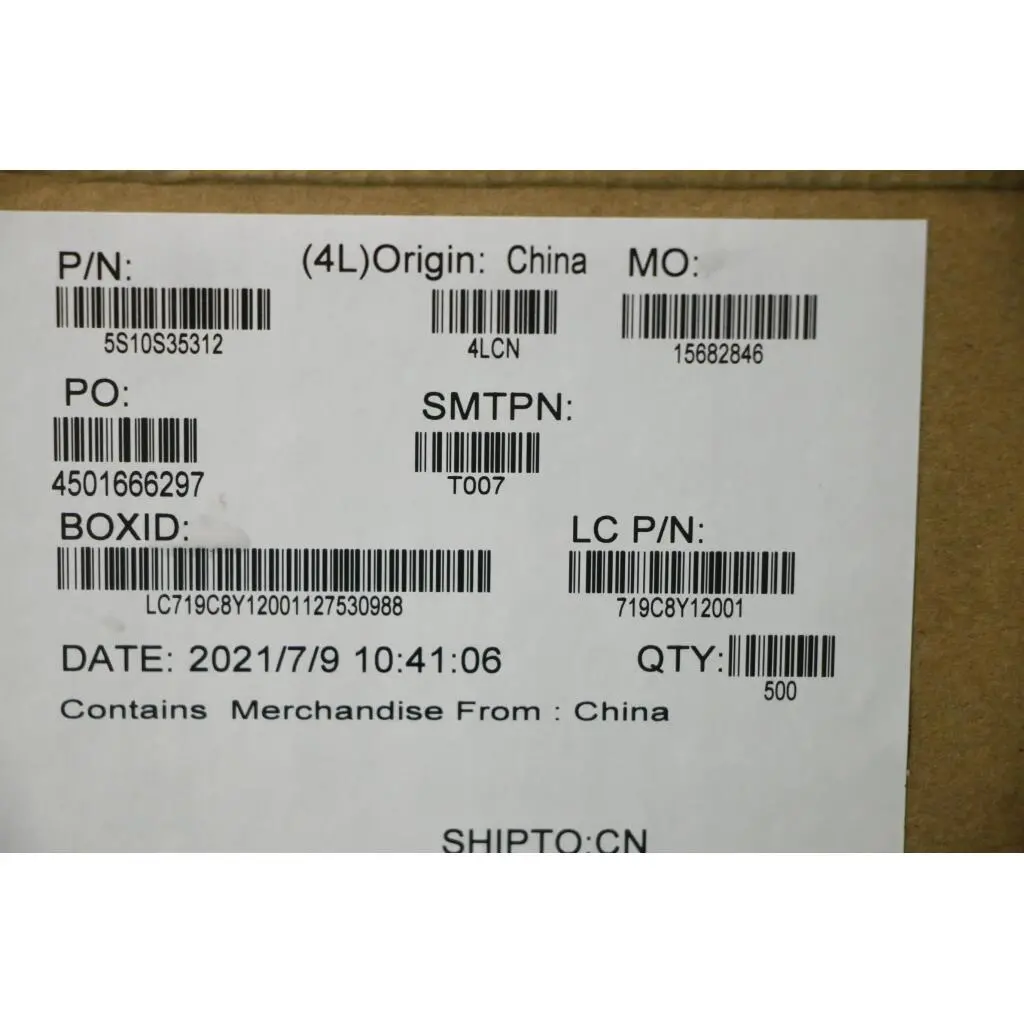 P/N: (4L)Origin: China MO:
5S10S35312 4LCN 15682846
PO: SMTPN:
4501666297 T007
BOXID: LC P/N:
LC719C8Y12001127530988 719C8Y12001
DATE: 2021/7/9 10:41:06 QTY:
500
Contains Merchandise From : China
SHIPTO:CN